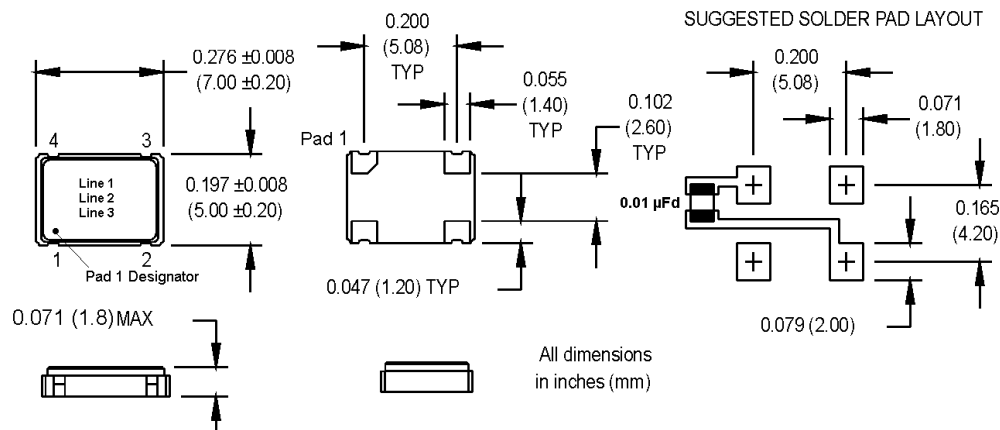 0.276 ±0.008
(7.00 ±0.20)
4
3
Line 1
Line 2
Line 3
0.197 ±0.008
(5.00 ±0.20)
1
2
Pad 1 Designator
0.071 (1.8) MAX
0.200
(5.08)
TYP
0.055
(1.40)
TYP
0.102
(2.60)
TYP
Pad 1
0.047 (1.20) TYP
All dimensions
in inches (mm)
SUGGESTED SOLDER PAD LAYOUT
0.200
(5.08)
0.071
(1.80)
0.01 µFd
0.165
(4.20)
0.079 (2.00)